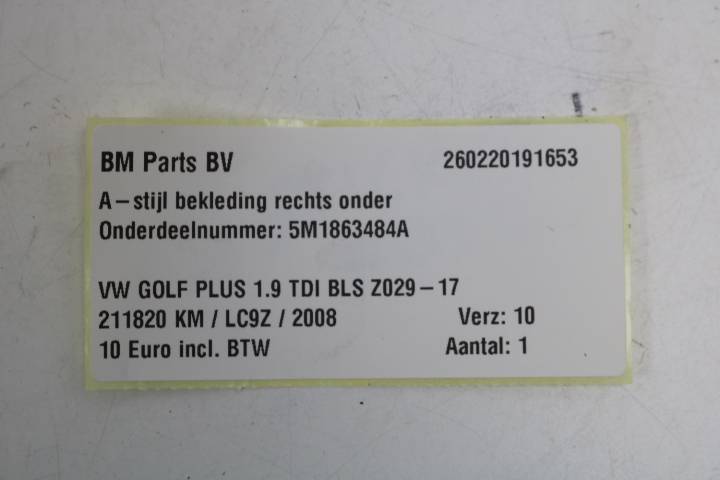 BM Parts BV 260220191653
A-stijl bekleding rechts onder
Onderdeelnummer: 5M1863484A
VW GOLF PLUS 1.9 TDI BLS Z029-17
211820 KM / LC9Z / 2008 Verz: 10
10 Euro incl. BTW Aantal: 1